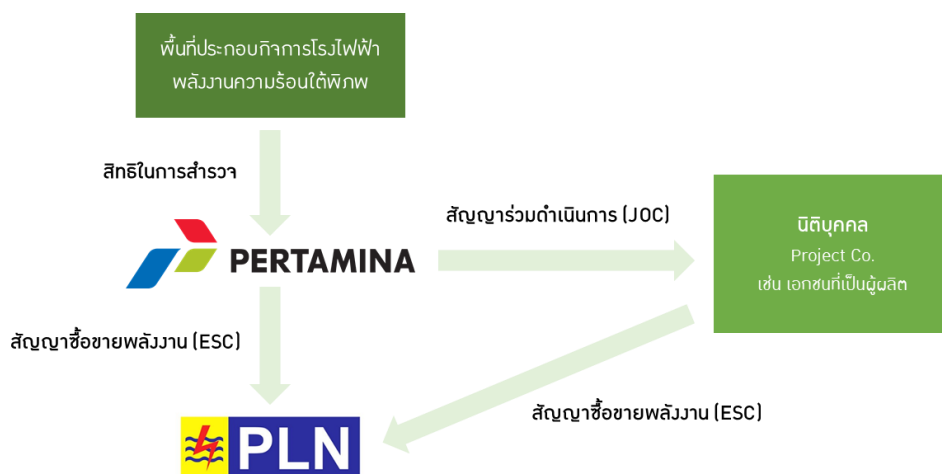 พื้นที่ประกอบกิจการโรงไฟฟ้า
พลังงานความร้อนใต้พิภพ
สิทธิในการสำรวจ
สัญญาร่วมดำเนินการ (JOC)
นิติบุคคล
Project Co.
เช่น เอกชนที่เป็นผู้ผลิต
PERTAMINA
สัญญาซื้อขายพลังงาน (ESC)
สัญญาซื้อขายพลังงาน (ESC)
PLN